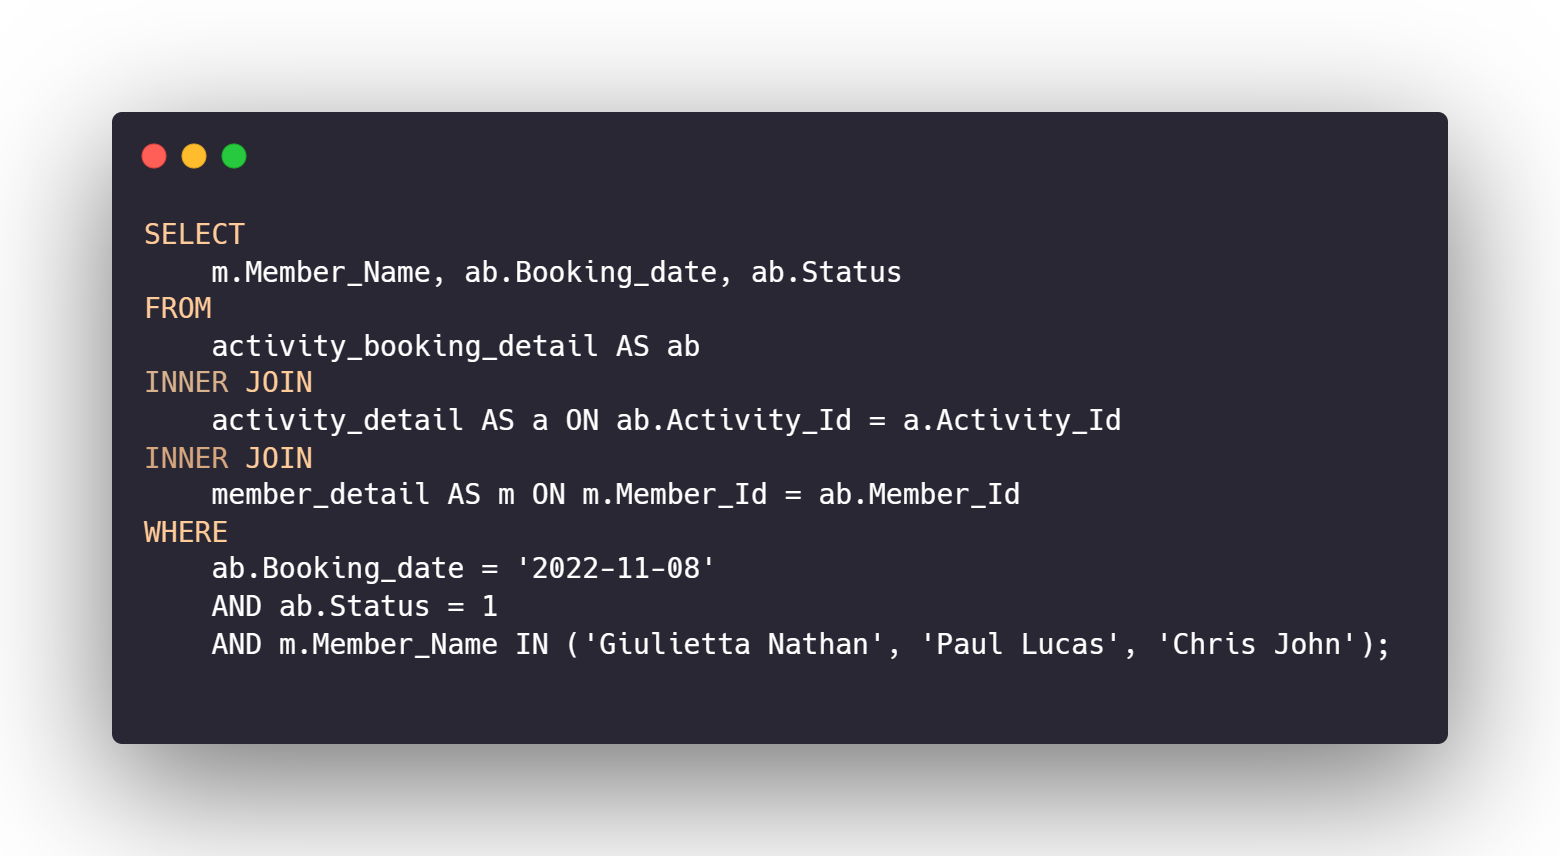 SELECT
    m.Member_Name, ab.Booking_date, ab.Status
FROM
    activity_booking_detail AS ab
INNER JOIN
    activity_detail AS a ON ab.Activity_Id = a.Activity_Id
INNER JOIN
    member_detail AS m ON m.Member_Id = ab.Member_Id
WHERE
    ab.Booking_date = '2022-11-08'
    AND ab.Status = 1
    AND m.Member_Name IN ('Giulietta Nathan', 'Paul Lucas', 'Chris John');